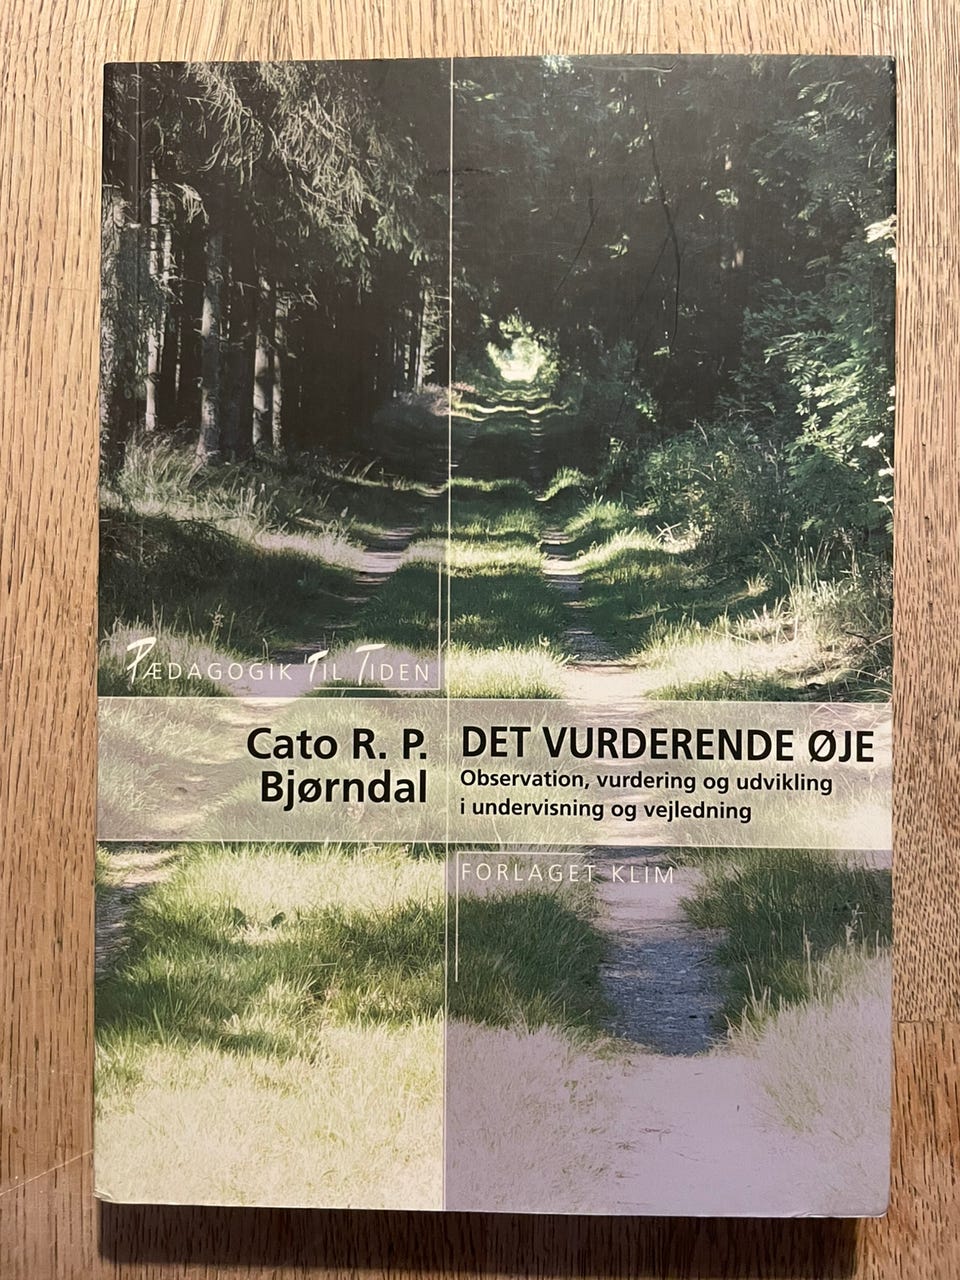 PÆDAGOGIK TIL TIDEN
Cato R. P.
Bjørndal
DET VURDERENDE ØJE
Observation, vurdering og udvikling
i undervisning og vejledning
FORLAGET KLIM